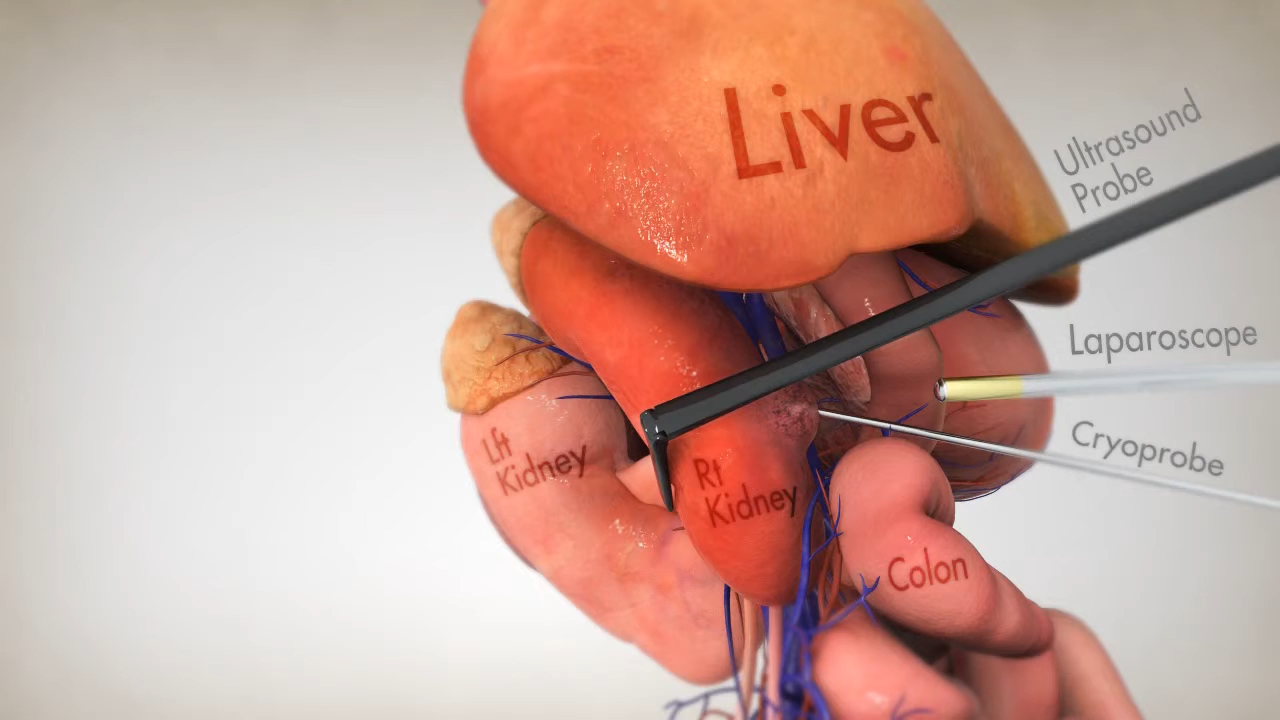 Liver
Ultrasound
Probe
Laparoscope
Cryoprobe
Lft
Kidney
Rt
Kidney
Colon